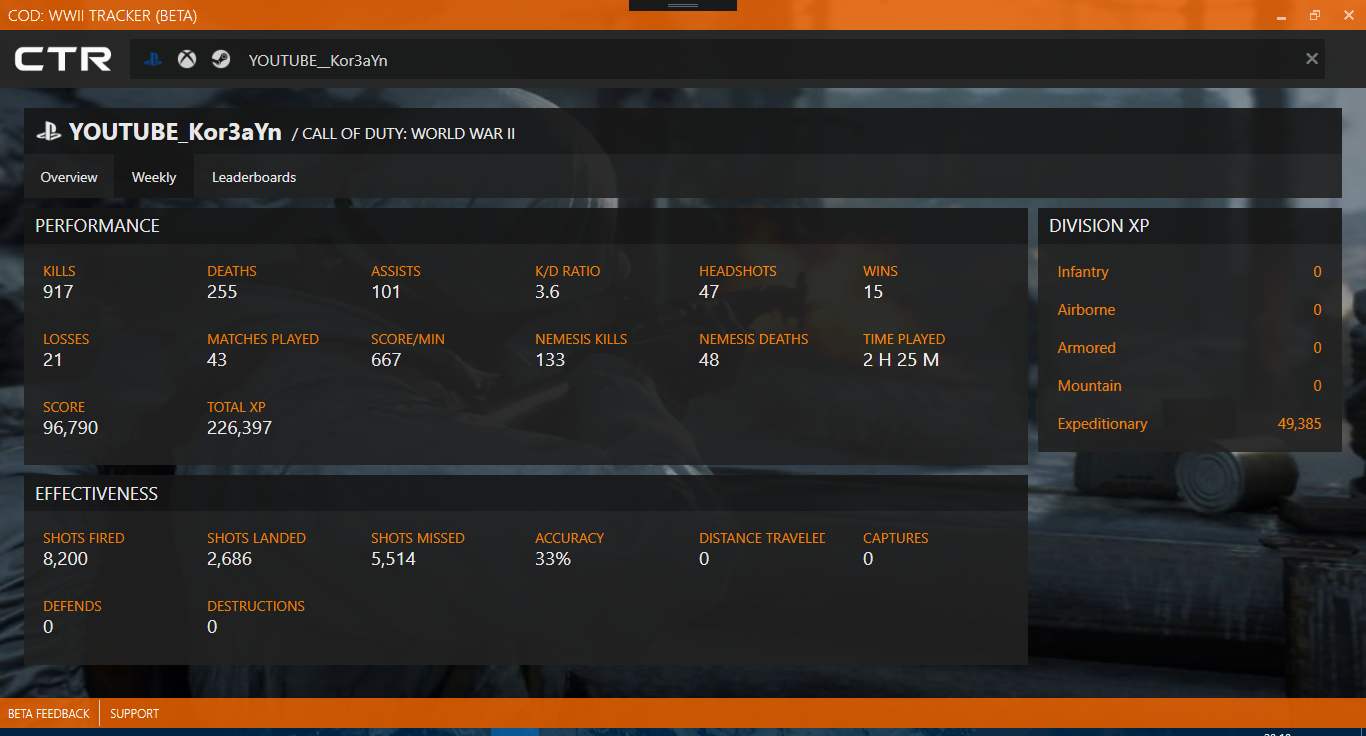 COD: WWII TRACKER (BETA)
CTR YOUTUBE__Kor3aYn
YOUTUBE_Kor3aYn / CALL OF DUTY: WORLD WAR II
Overview Weekly Leaderboards
PERFORMANCE
KILLS DEATHS ASSISTS K/D RATIO HEADSHOTS WINS
917 255 101 3.6 47 15
LOSSES MATCHES PLAYED SCORE/MIN NEMESIS KILLS NEMESIS DEATHS TIME PLAYED
21 43 667 133 48 2 H 25 M
SCORE TOTAL XP
96,790 226,397
DIVISION XP
Infantry 0
Airborne 0
Armored 0
Mountain 0
Expeditionary 49,385
EFFECTIVENESS
SHOTS FIRED SHOTS LANDED SHOTS MISSED ACCURACY DISTANCE TRAVELED CAPTURES
8,200 2,686 5,514 33% 0 0
DEFENDS DESTRUCTIONS
0 0
BETA FEEDBACK SUPPORT